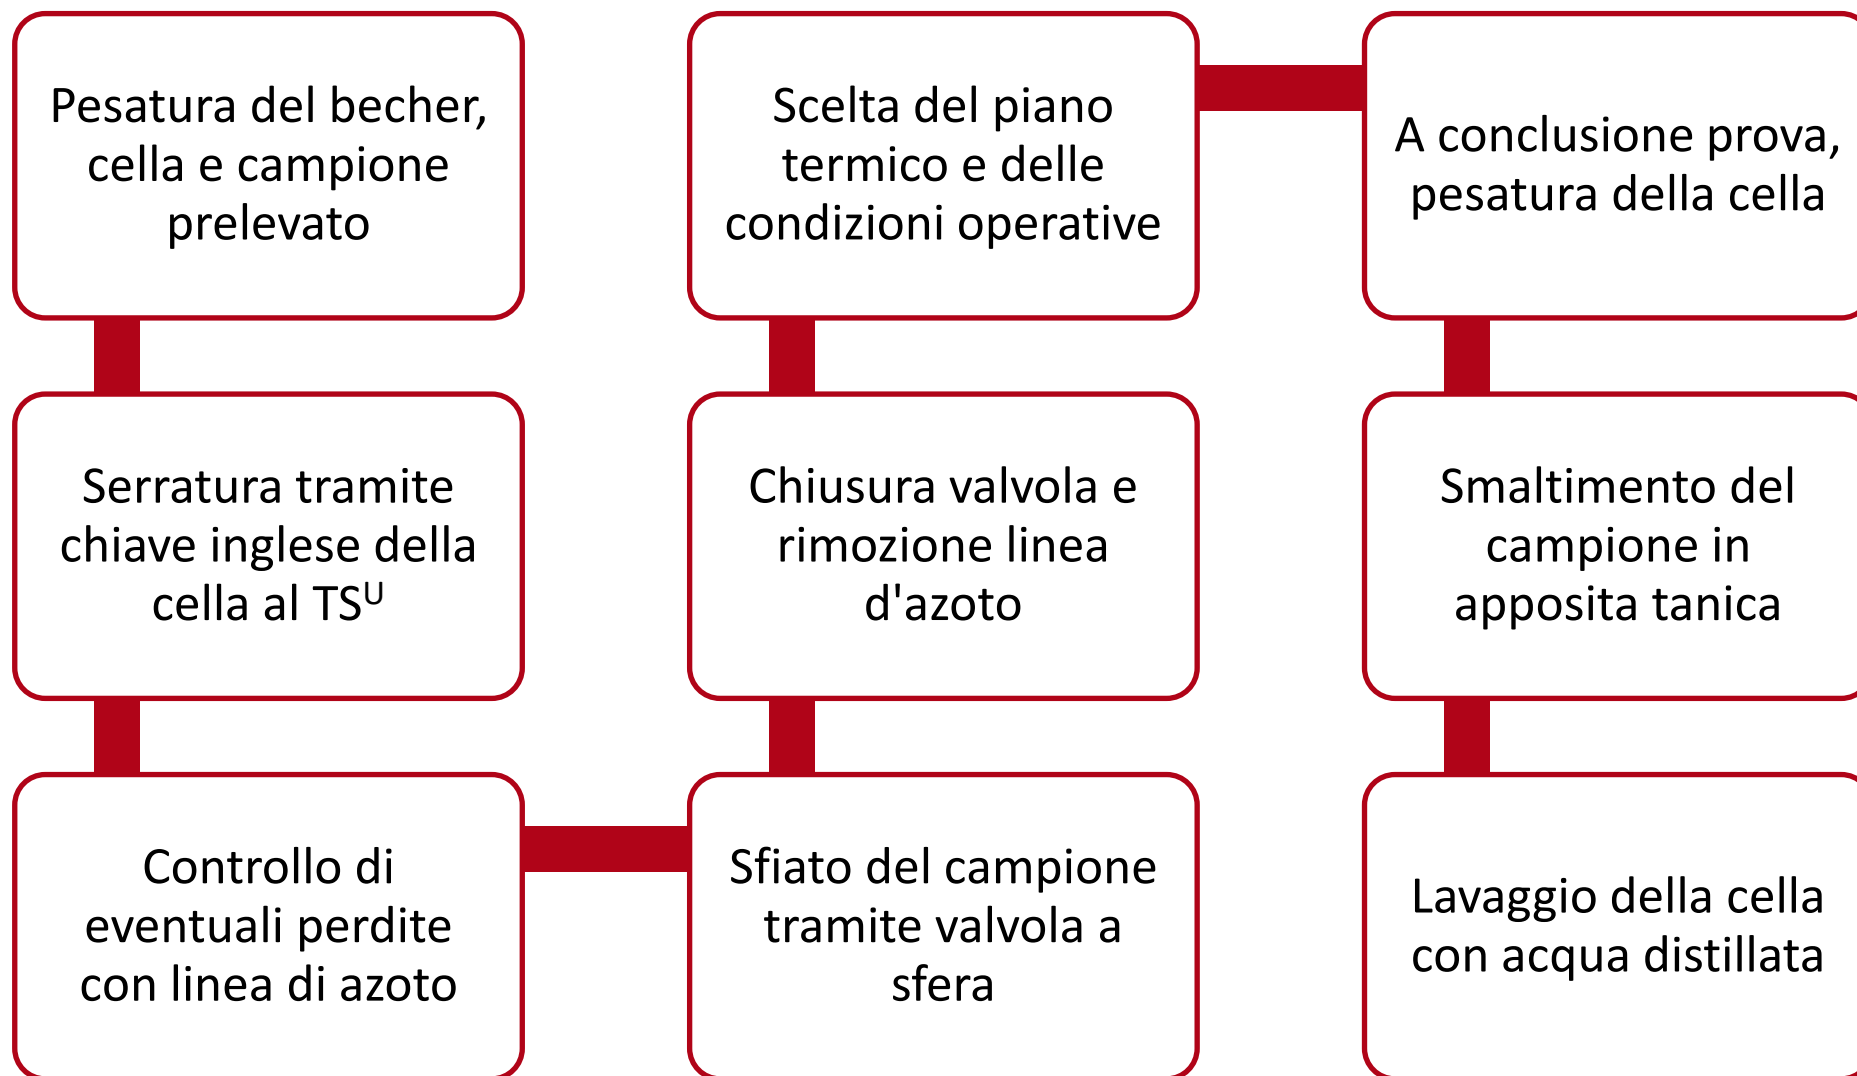 Pesatura del becher,
cella e campione
prelevato
Serratura tramite
chiave inglese della
cella al TSᵁ
Controllo di
eventuali perdite
con linea di azoto
Sfiato del campione
tramite valvola a
sfera
Chiusura valvola e
rimozione linea
d'azoto
Scelta del piano
termico e delle
condizioni operative
A conclusione prova,
pesatura della cella
Smaltimento del
campione in
apposita tanica
Lavaggio della cella
con acqua distillata